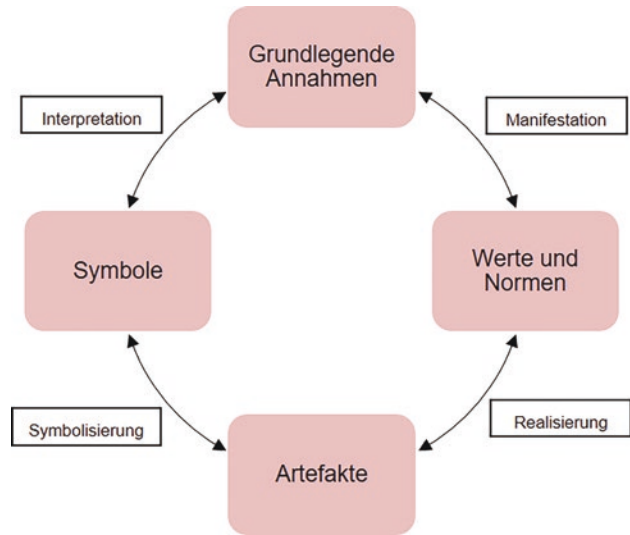 Grundlegende
Annahmen
Interpretation
Manifestation
Symbole
Werte und
Normen
Symbolisierung
Realisierung
Artefakte